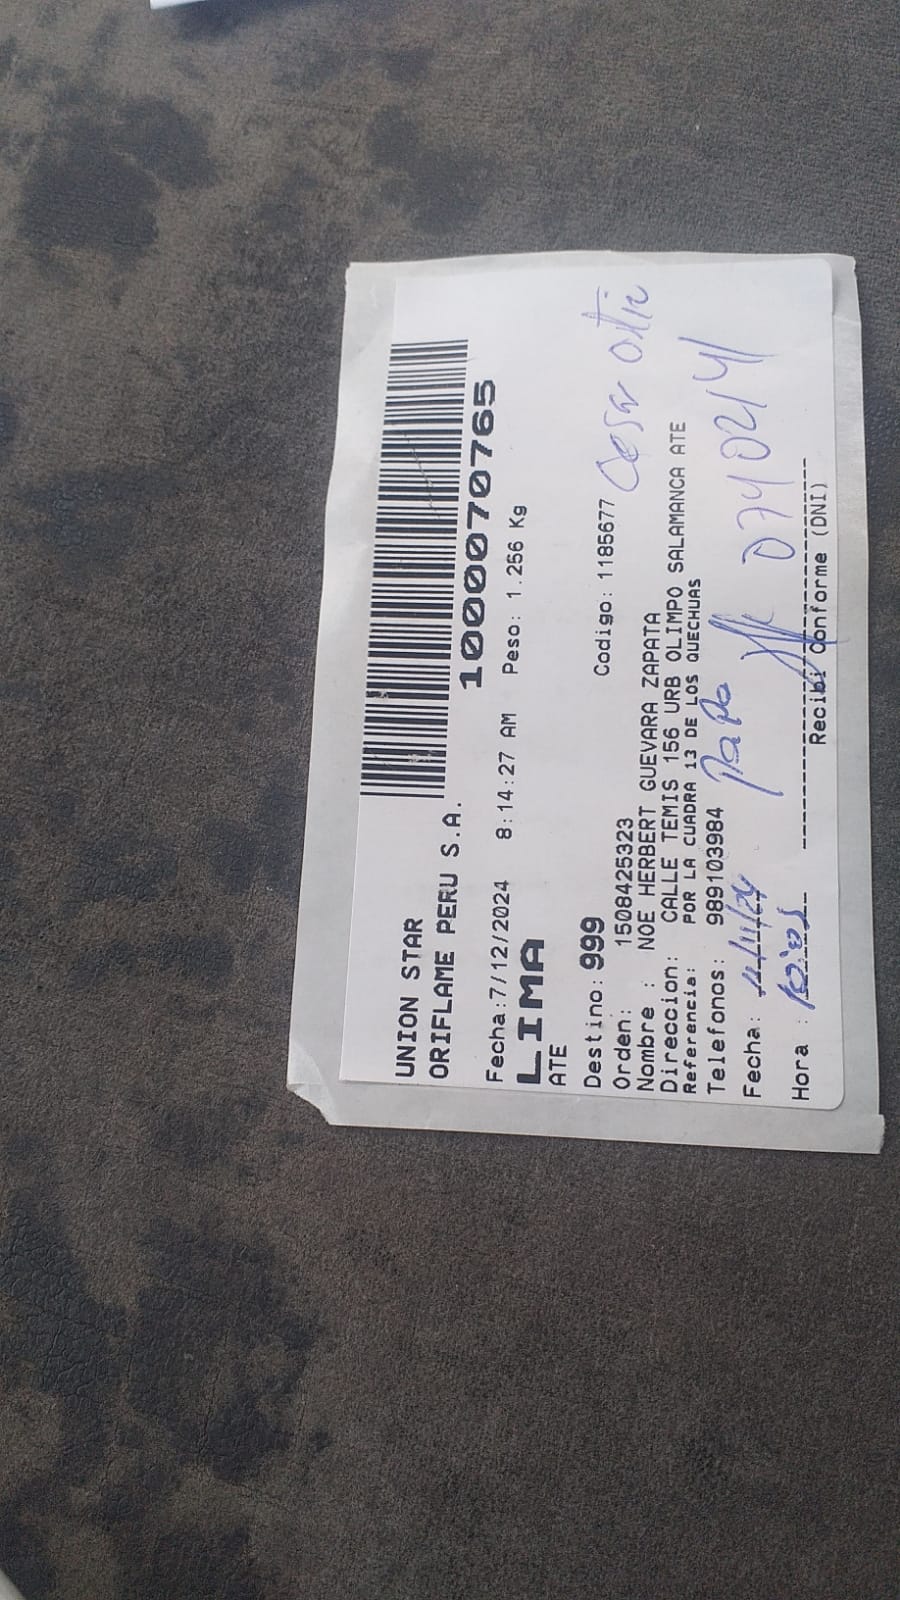 UNION STAR
ORIFLAME PERU S.A.
1000070765
Fecha:7/12/2024 8:14:27 AM Peso: 1.256 Kg
LIMA
ATE
Destino: 999 Codigo: 1185677
Orden: 1508425323
Nombre : NOE HERBERT GUEVARA ZAPATA
Direccion: CALLE TEMIS 156 URB OLIMPO SALAMANCA ATE
Referencia: POR LA CUADRA 13 DE LOS QUECHUAS
Telefonos: 989103984
Papa
Fecha:
Hora :
Recibi Conforme (DNI)